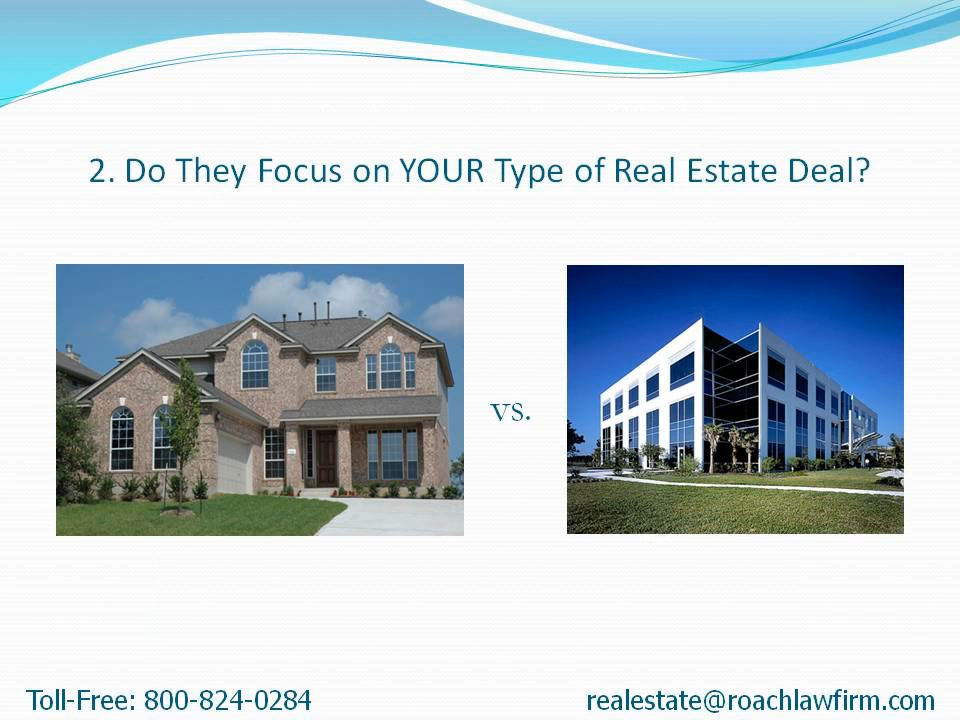 2. Do They Focus on YOUR Type of Real Estate Deal?
vs.
Toll-Free: 800-824-0284
realestate@roachlawfirm.com